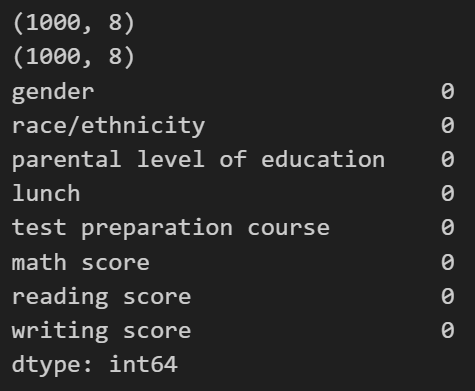 (1000, 8)
(1000, 8)
gender 0
race/ethnicity 0
parental level of education 0
lunch 0
test preparation course 0
math score 0
reading score 0
writing score 0
dtype: int64